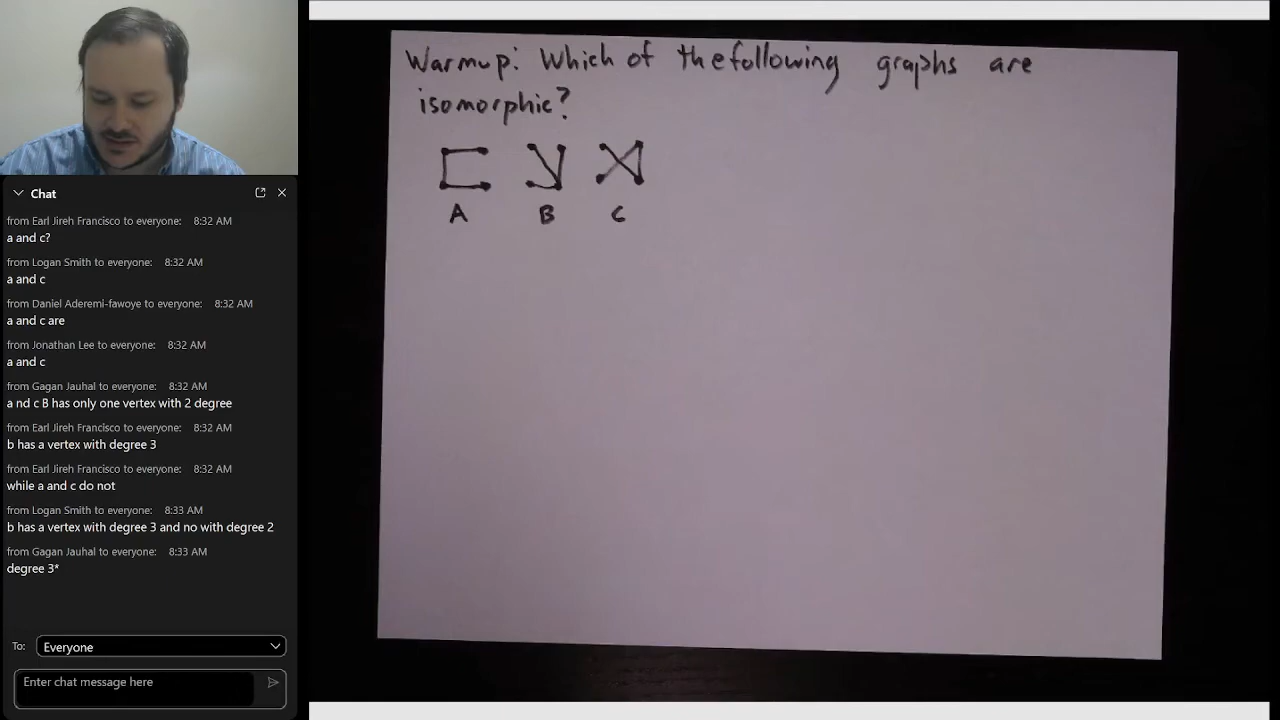 Chat
from Earl Jireh Francisco to everyone: 8:32 AM
a and c?
from Logan Smith to everyone: 8:32 AM
a and c
from Daniel Aderemi-fawoye to everyone: 8:32 AM
a and c are
from Jonathan Lee to everyone: 8:32 AM
a and c
from Gagan Jauhal to everyone: 8:32 AM
a nd c B has only one vertex with 2 degree
from Earl Jireh Francisco to everyone: 8:32 AM
b has a vertex with degree 3
from Earl Jireh Francisco to everyone: 8:32 AM
while a and c do not
from Logan Smith to everyone: 8:33 AM
b has a vertex with degree 3 and no with degree 2
from Gagan Jauhal to everyone: 8:33 AM
degree 3*
To: Everyone
Enter chat message here
Warmup: Which of the following graphs are
isomorphic?
A B C